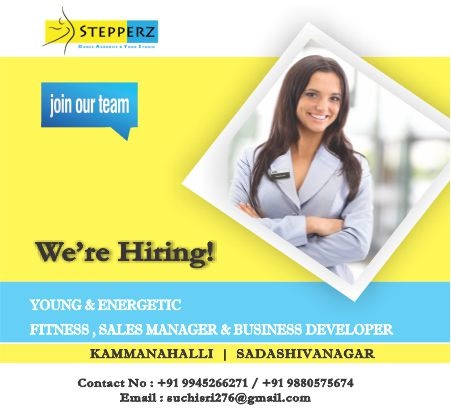 STEPPERZ
DANCE ACADEMY & YOGA STUDIO
join our team
We're Hiring!
YOUNG & ENERGETIC
FITNESS , SALES MANAGER & BUSINESS DEVELOPER
KAMMANAHALLI | SADASHIVANAGAR
Contact No : +91 9945266271 / +91 9880575674
Email : suchisri276@gmail.com